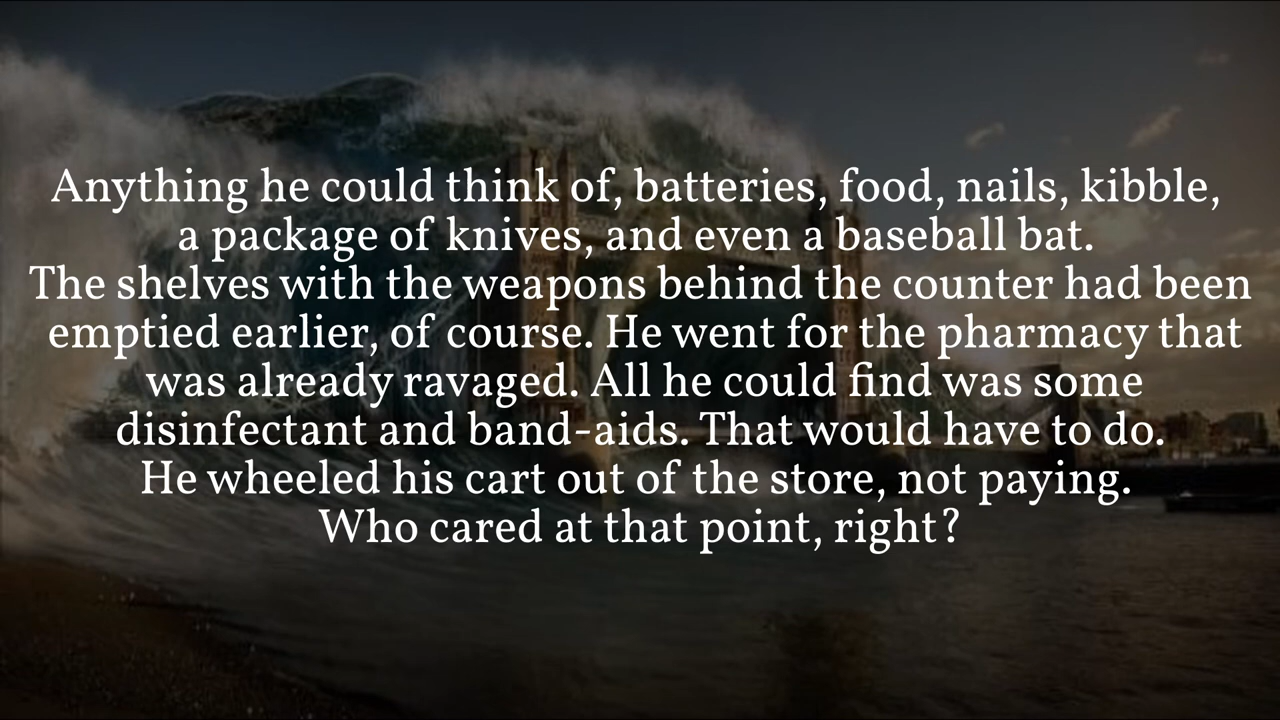 Anything he could think of, batteries, food, nails, kibble,
a package of knives, and even a baseball bat.
The shelves with the weapons behind the counter had been
emptied earlier, of course. He went for the pharmacy that
was already ravaged. All he could find was some
disinfectant and band-aids. That would have to do.
He wheeled his cart out of the store, not paying.
Who cared at that point, right?